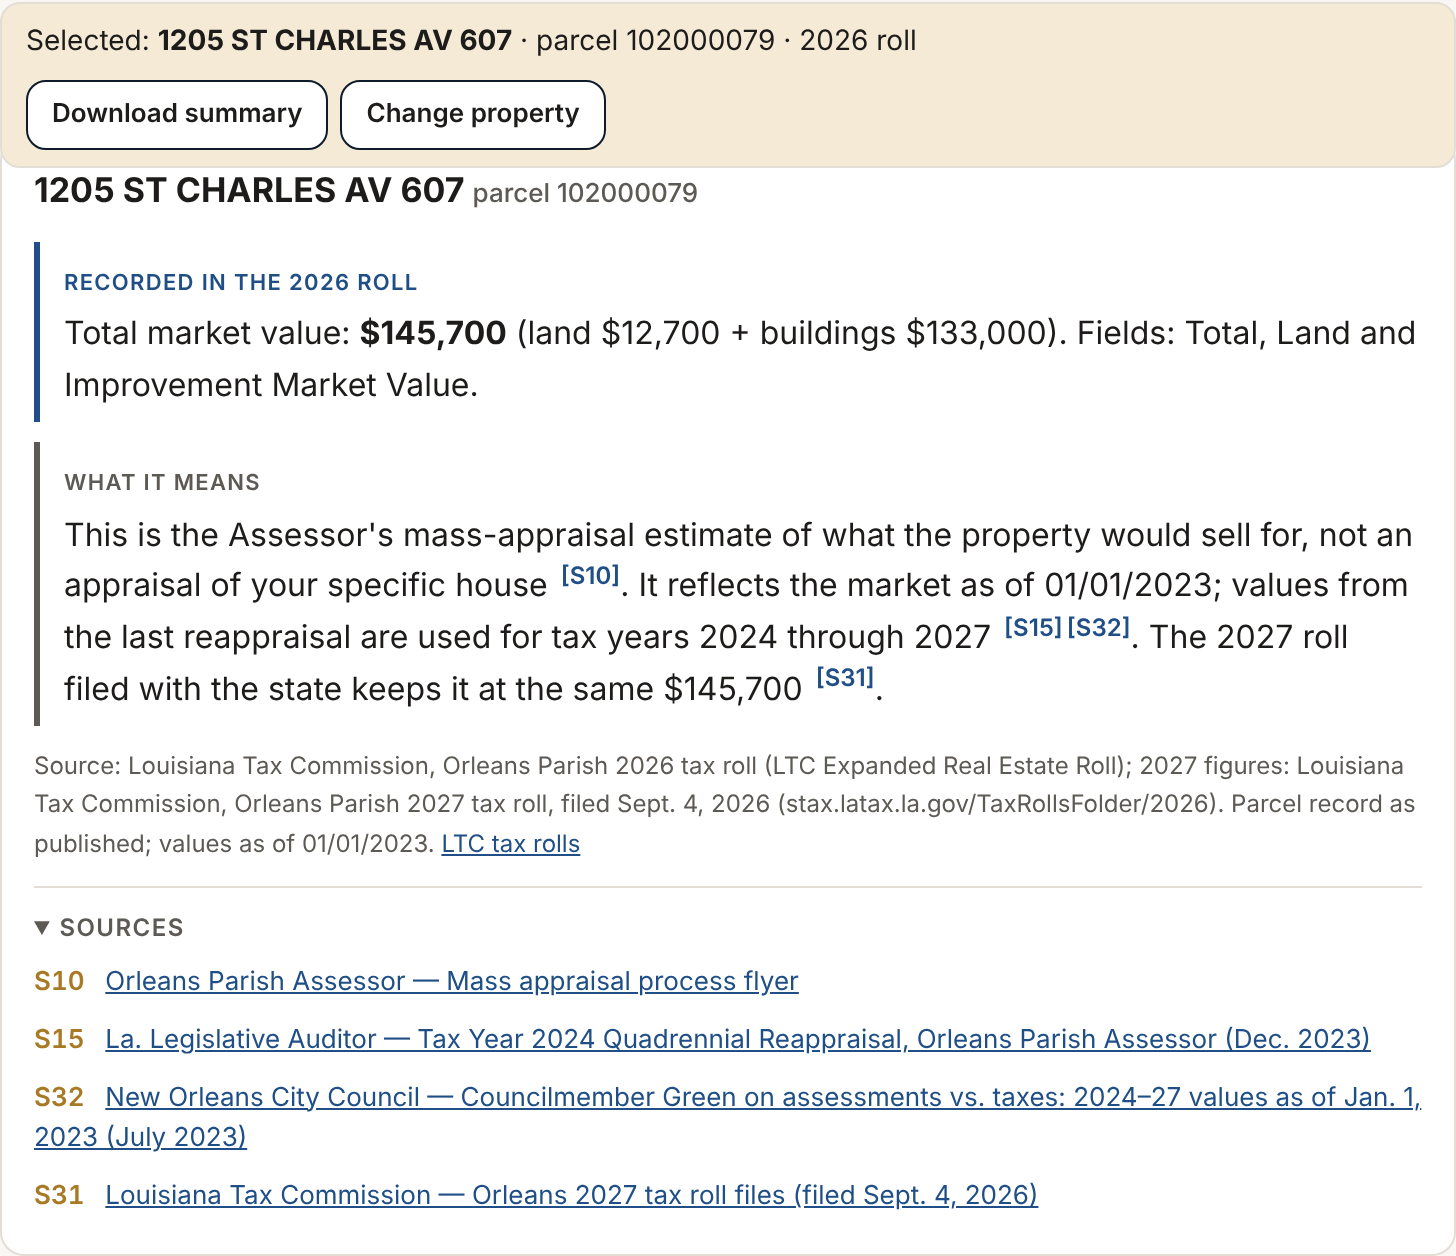 Selected: 1205 ST CHARLES AV 607 · parcel 102000079 · 2026 roll
Download summary
Change property
1205 ST CHARLES AV 607 parcel 102000079
RECORDED IN THE 2026 ROLL
Total market value: $145,700 (land $12,700 + buildings $133,000). Fields: Total, Land and
Improvement Market Value.
WHAT IT MEANS
This is the Assessor's mass-appraisal estimate of what the property would sell for, not an
appraisal of your specific house [S10]. It reflects the market as of 01/01/2023; values from
the last reappraisal are used for tax years 2024 through 2027 [S15] [S32]. The 2027 roll
filed with the state keeps it at the same $145,700 [S31].
Source: Louisiana Tax Commission, Orleans Parish 2026 tax roll (LTC Expanded Real Estate Roll); 2027 figures: Louisiana
Tax Commission, Orleans Parish 2027 tax roll, filed Sept. 4, 2026 (stax.latax.la.gov/TaxRollsFolder/2026). Parcel record as
published; values as of 01/01/2023. LTC tax rolls
▼ SOURCES
S10 Orleans Parish Assessor — Mass appraisal process flyer
S15 La. Legislative Auditor — Tax Year 2024 Quadrennial Reappraisal, Orleans Parish Assessor (Dec. 2023)
S32 New Orleans City Council — Councilmember Green on assessments vs. taxes: 2024–27 values as of Jan. 1,
2023 (July 2023)
S31 Louisiana Tax Commission — Orleans 2027 tax roll files (filed Sept. 4, 2026)